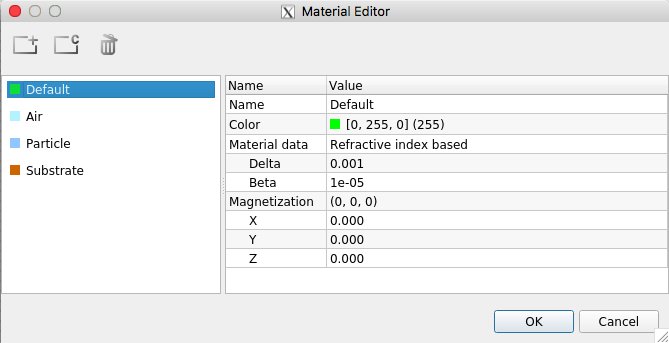 Material Editor
Default
Air
Particle
Substrate
Name Value
Name Default
Color [0, 255, 0] (255)
Material data Refractive index based
Delta 0.001
Beta 1e-05
Magnetization (0, 0, 0)
X 0.000
Y 0.000
Z 0.000
OK Cancel